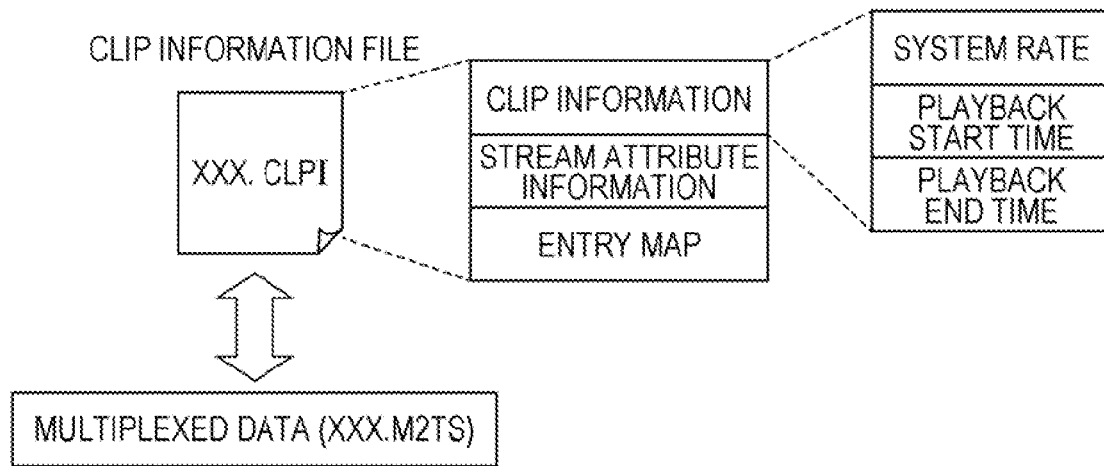 CLIP INFORMATION FILE
XXX. CLPI
CLIP INFORMATION
STREAM ATTRIBUTE
INFORMATION
ENTRY MAP
SYSTEM RATE
PLAYBACK
START TIME
PLAYBACK
END TIME
MULTIPLEXED DATA (XXX.M2TS)